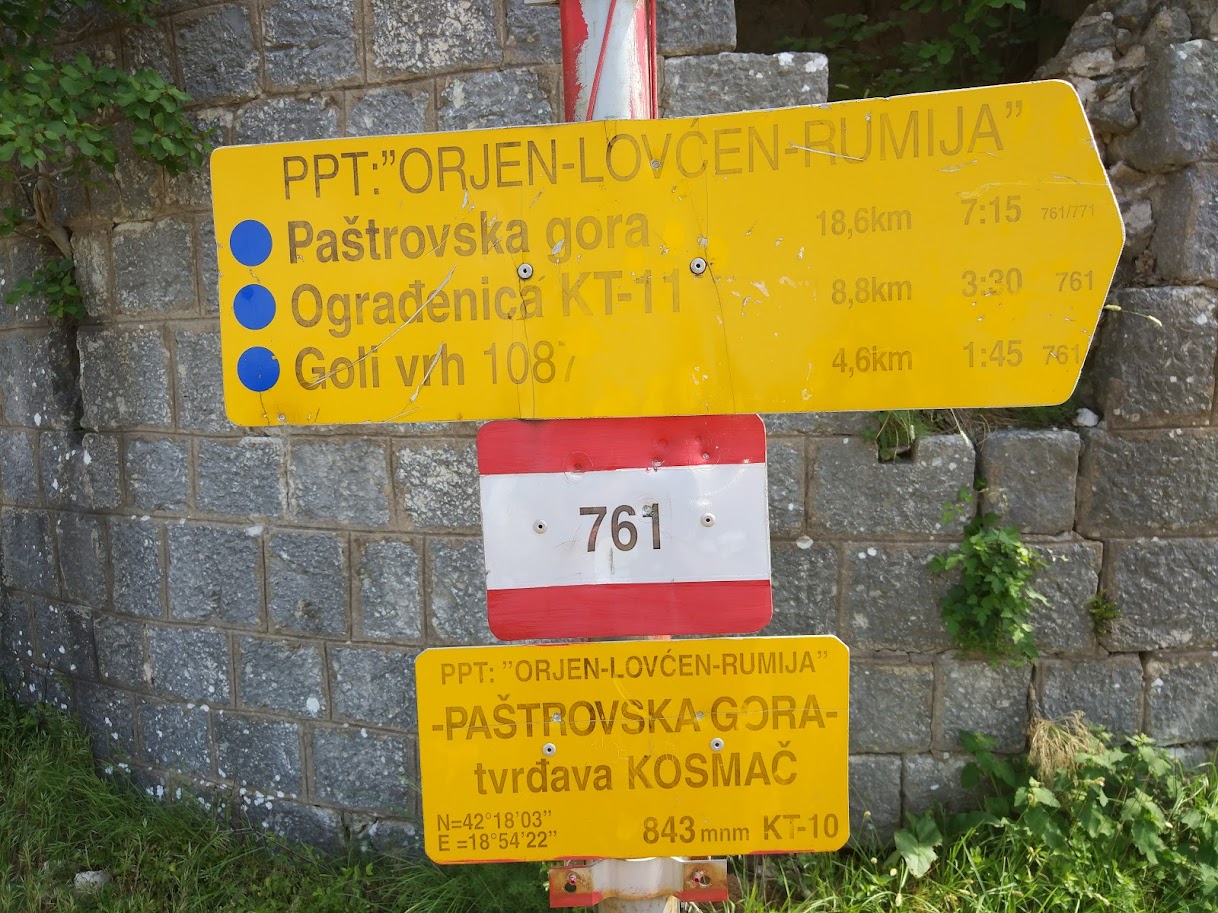 PPT:”ORJEN-LOVĆEN-RUMIJA”
Paštrovska gora 18,6km 7:15 761/771
Ograđenica KT-11 8,8km 3:30 761
Goli vrh 1087 4,6km 1:45 761
761
PPT: ”ORJEN-LOVĆEN-RUMIJA”
-PAŠTROVSKA GORA-
tvrđava KOSMAČ
N=42°18’03”
E =18°54’22” 843 mnm KT-10